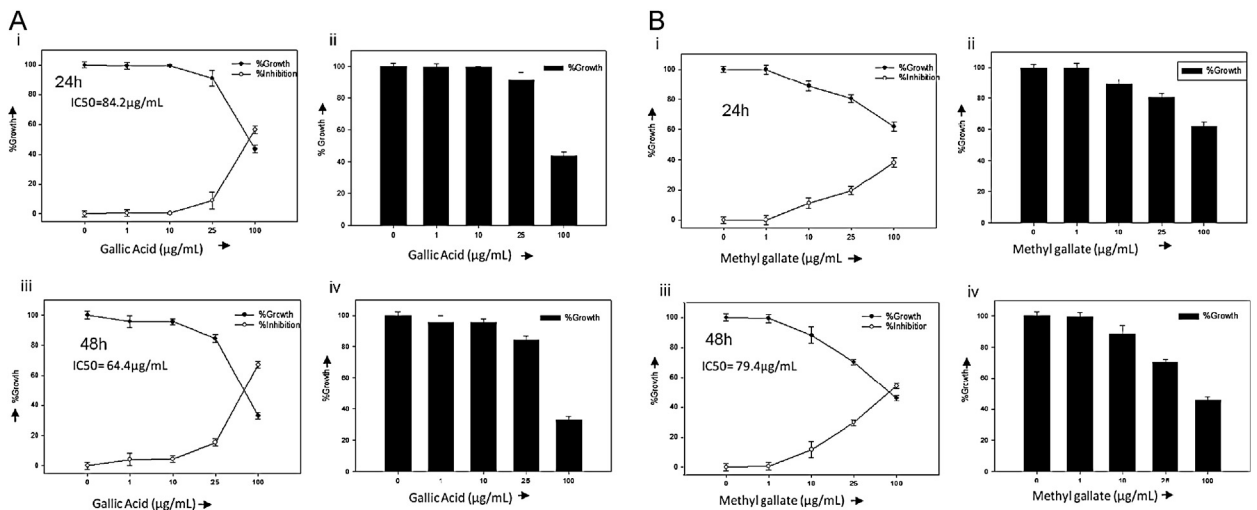 A
i
100
80
60
40
20
0
%Growth
24h
IC50=84.2µg/mL
%Growth
%Inhibition
0 1 10 25 100
Gallic Acid (µg/mL)
ii
100
80
60
40
20
0
% Growth
%Growth
0 1 10 25 100
Gallic Acid (µg/mL)
iii
100
80
60
40
20
0
%Growth
48h
IC50= 64.4µg/mL
%Growth
%Inhibition
0 1 10 25 100
Gallic Acid (µg/mL)
iv
100
80
60
40
20
0
%Growth
%Growth
0 1 10 25 100
Gallic Acid (µg/mL)
B
i
100
80
60
40
20
0
%Growth
24h
%Growth
%Inhibition
0 1 10 25 100
Methyl gallate (µg/mL
ii
100
80
60
40
20
0
%Growth
%Growth
0 1 10 25 100
Methyl gallate (µg/mL)
iii
100
80
60
40
20
0
%Growth
48h
IC50= 79.4µg/mL
%Growth
%Inhibition
0 1 10 25 100
Methyl gallate (µg/mL)
iv
100
80
60
40
20
0
%Growth
%Growth
0 1 10 25 100
Methyl gallate (µg/mL)